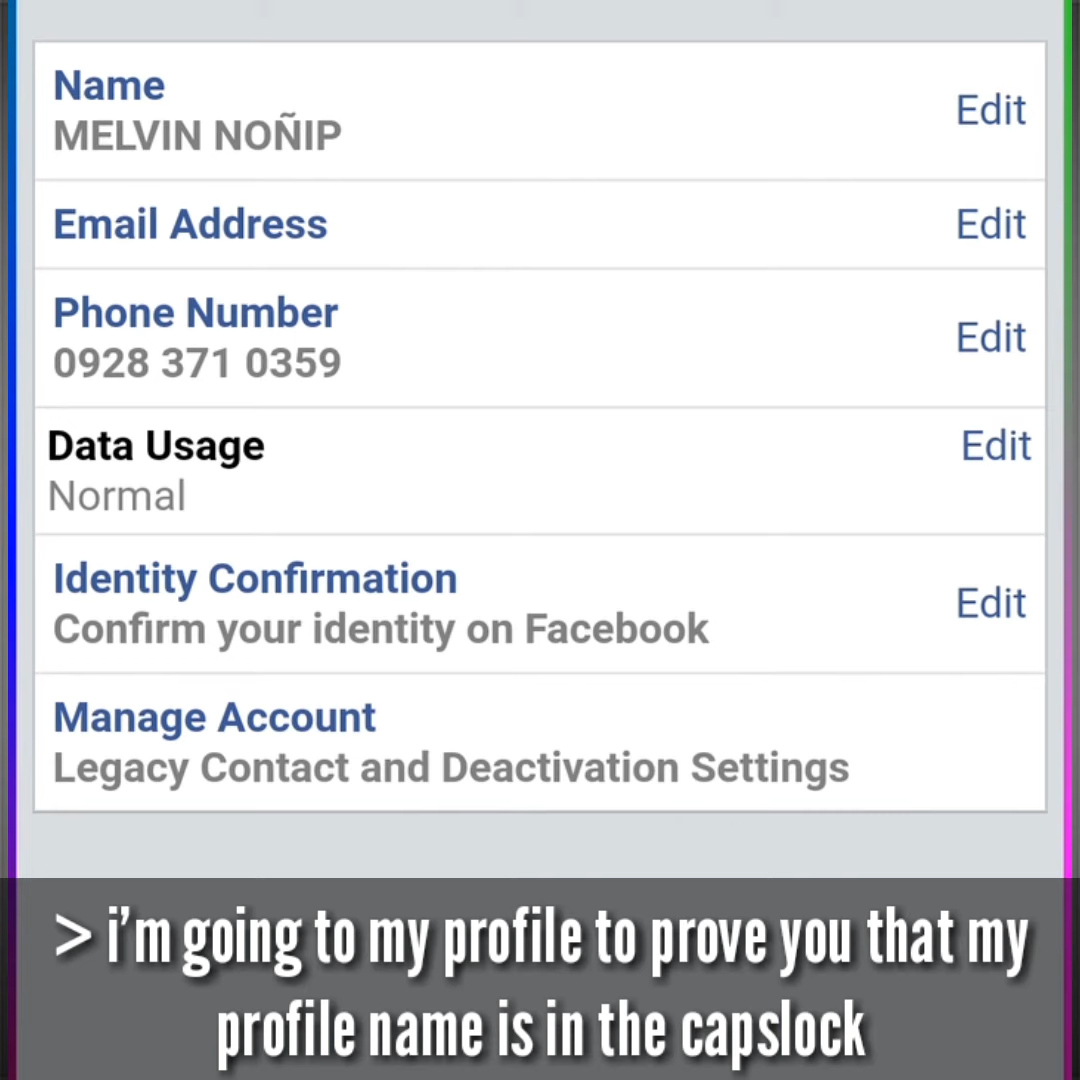 Name
MELVIN NOÑIP
Edit
Email Address
Edit
Phone Number
0928 371 0359
Edit
Data Usage
Normal
Edit
Identity Confirmation
Confirm your identity on Facebook
Edit
Manage Account
Legacy Contact and Deactivation Settings
> i’m going to my profile to prove you that my
profile name is in the capslock